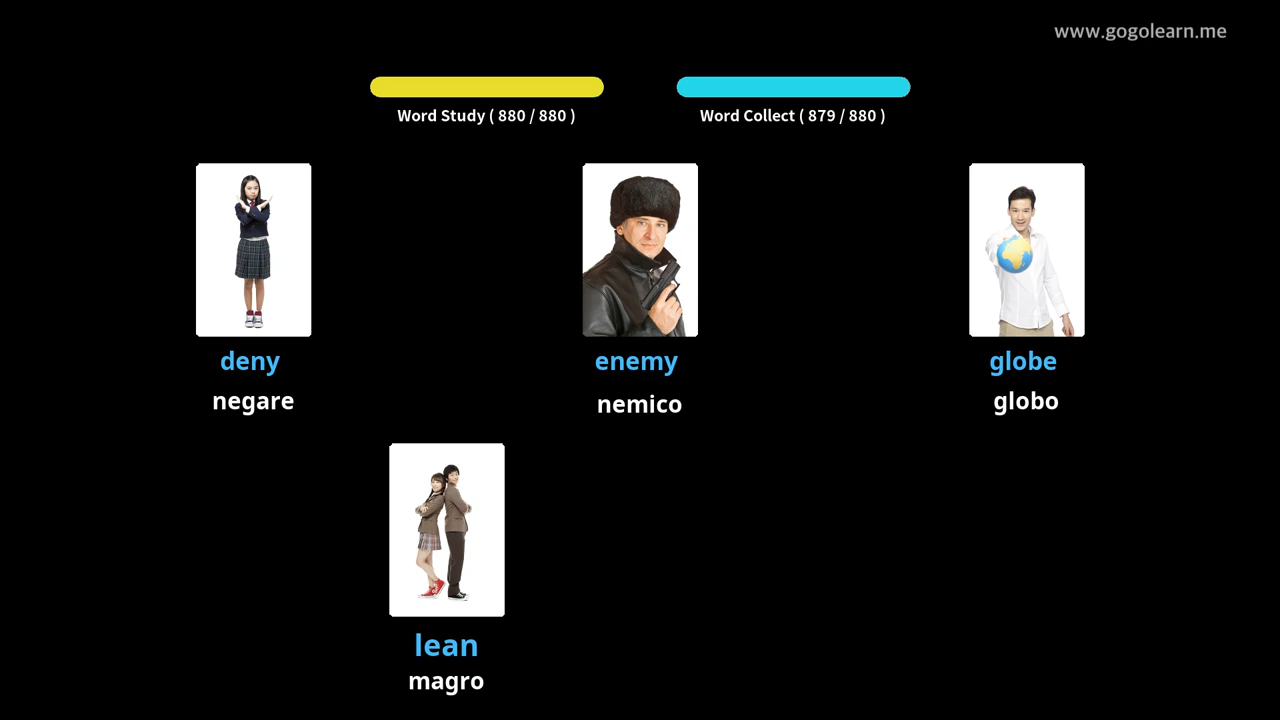 www.gogolearn.me
Word Study ( 880 / 880 )
Word Collect ( 879 / 880 )
deny
negare
enemy
nemico
globe
globo
lean
magro